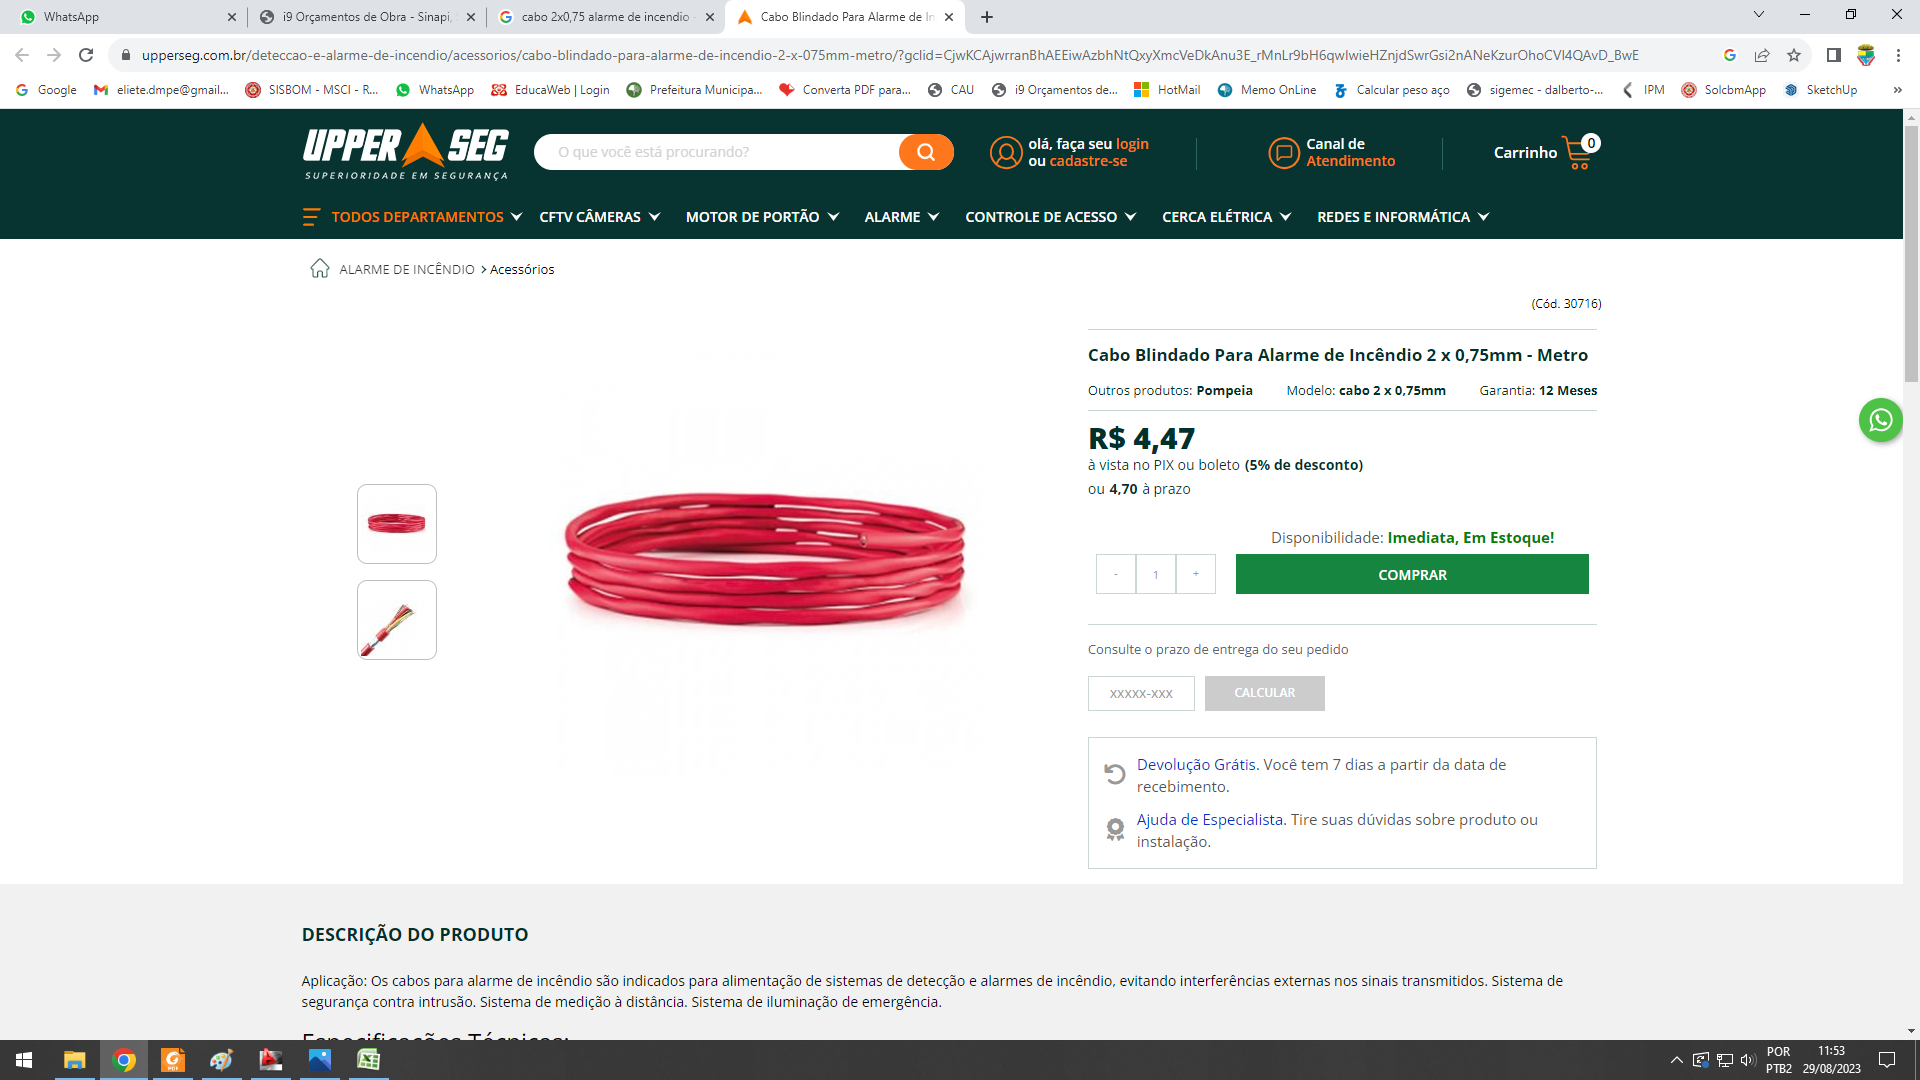 WhatsApp
i9 Orçamentos de Obra - Sinapi,
cabo 2x0,75 alarme de incendio
Cabo Blindado Para Alarme de In
upperseg.com.br/deteccao-e-alarme-de-incendio/acessorios/cabo-blindado-para-alarme-de-incendio-2-x-075mm-metro/?gclid=CjwKCAjwrranBhAEEiwAzbhNtQxyXmcVeDkAnu3E_rMnLr9bH6qwlwieHZnjdSwrGsi2nANeKzurOhoCVI4QAvD_BwE
Google
eliete.dmpe@gmail...
SISBOM - MSCI - R...
WhatsApp
EducaWeb | Login
Prefeitura Municipa...
Converta PDF para...
CAU
i9 Orçamentos de...
HotMail
Memo OnLine
Calcular peso aço
sigemec - dalberto-...
IPM
SolcbmApp
SketchUp
»
UPPER SEG
SUPERIORIDADE EM SEGURANÇA
O que você está procurando?
olá, faça seu login
ou cadastre-se
Canal de
Atendimento
Carrinho
0
TODOS DEPARTAMENTOS
CFTV CÂMERAS
MOTOR DE PORTÃO
ALARME
CONTROLE DE ACESSO
CERCA ELÉTRICA
REDES E INFORMÁTICA
ALARME DE INCÊNDIO > Acessórios
(Cód. 30716)
Cabo Blindado Para Alarme de Incêndio 2 x 0,75mm - Metro
Outros produtos: Pompeia
Modelo: cabo 2 x 0,75mm
Garantia: 12 Meses
R$ 4,47
à vista no PIX ou boleto (5% de desconto)
ou 4,70 à prazo
Disponibilidade: Imediata, Em Estoque!
- 1 +
COMPRAR
Consulte o prazo de entrega do seu pedido
xxxxx-xxx
CALCULAR
Devolução Grátis. Você tem 7 dias a partir da data de
recebimento.
Ajuda de Especialista. Tire suas dúvidas sobre produto ou
instalação.
DESCRIÇÃO DO PRODUTO
Aplicação: Os cabos para alarme de incêndio são indicados para alimentação de sistemas de detecção e alarmes de incêndio, evitando interferências externas nos sinais transmitidos. Sistema de
segurança contra intrusão. Sistema de medição à distância. Sistema de iluminação de emergência.
Especificações Técnicas:
POR
PTB2
11:53
29/08/2023